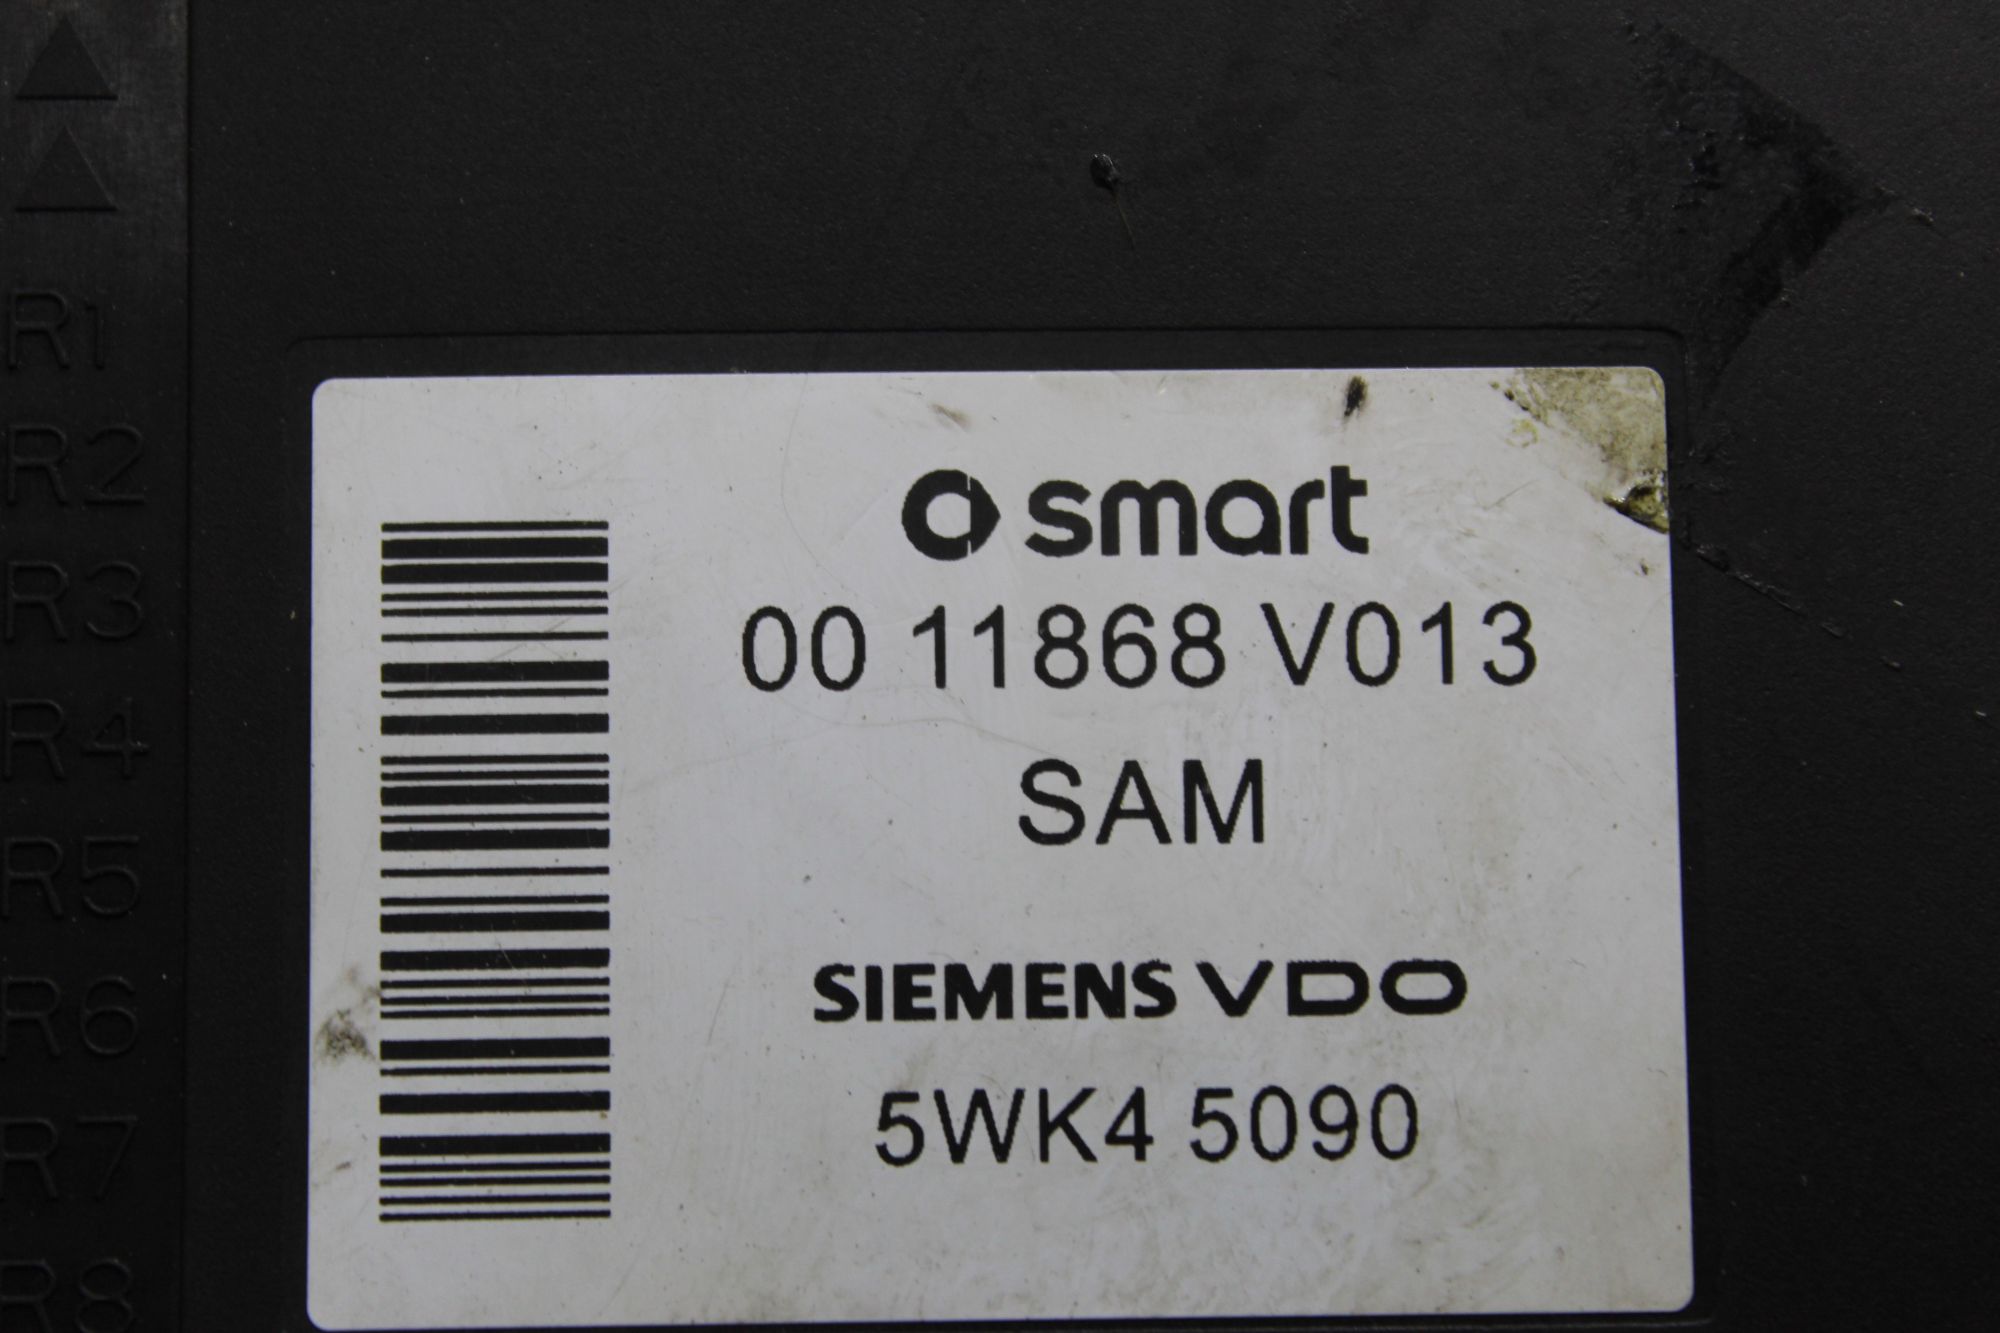 R1
R2
R3
R4
R5
R6
R7
R8
smart
00 11868 V013
SAM
SIEMENS VDO
5WK4 5090